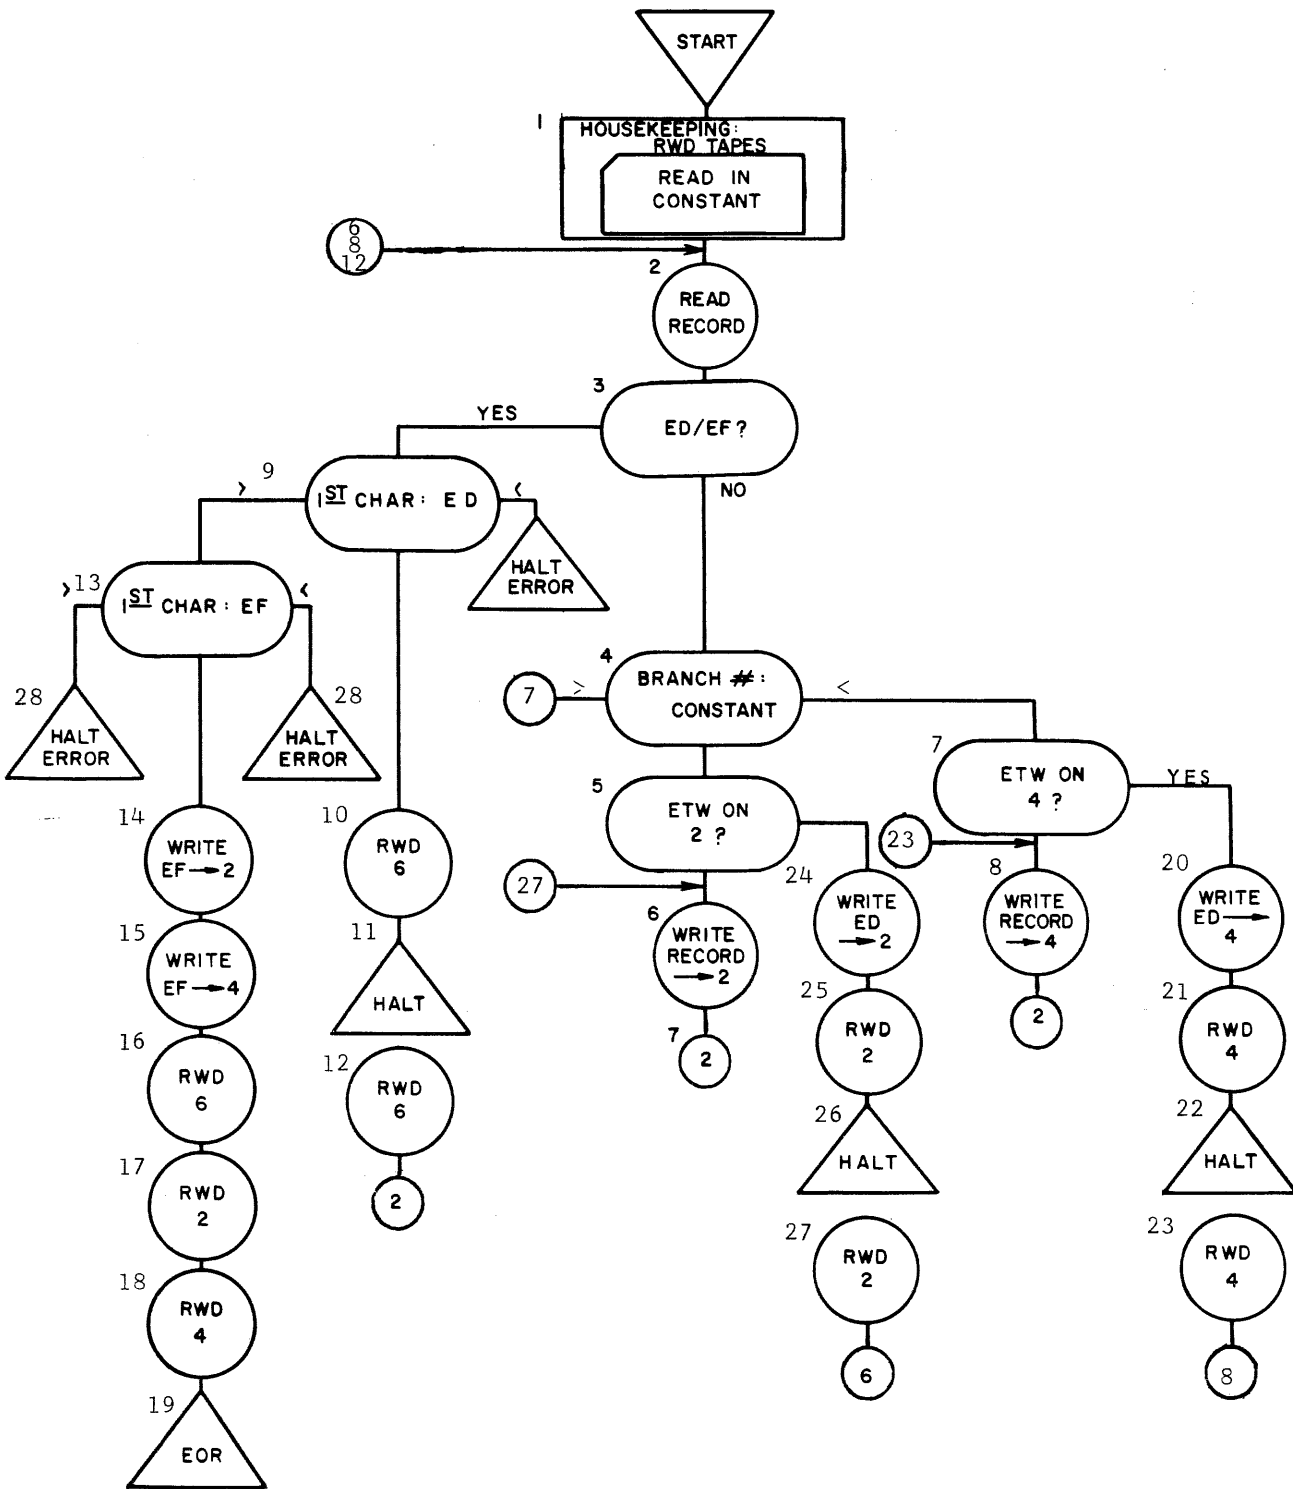 START
1
HOUSEKEEPING:
RWD TAPES
READ IN
CONSTANT
6
8
12
2
READ
RECORD
3
ED/EF?
YES
NO
9
>
1ST CHAR: ED
<
HALT
ERROR
>
13
1ST CHAR: EF
<
28
HALT
ERROR
28
HALT
ERROR
4
BRANCH #:
CONSTANT
7
>
<
5
ETW ON
2 ?
7
ETW ON
4 ?
YES
23
27
14
WRITE
EF → 2
10
RWD
6
6
WRITE
RECORD
→ 2
24
WRITE
ED
→ 2
8
WRITE
RECORD
→ 4
20
WRITE
ED →
4
15
WRITE
EF → 4
11
HALT
7
2
25
RWD
2
2
21
RWD
4
16
RWD
6
12
RWD
6
2
26
HALT
22
HALT
17
RWD
2
27
RWD
2
6
23
RWD
4
8
18
RWD
4
19
EOR